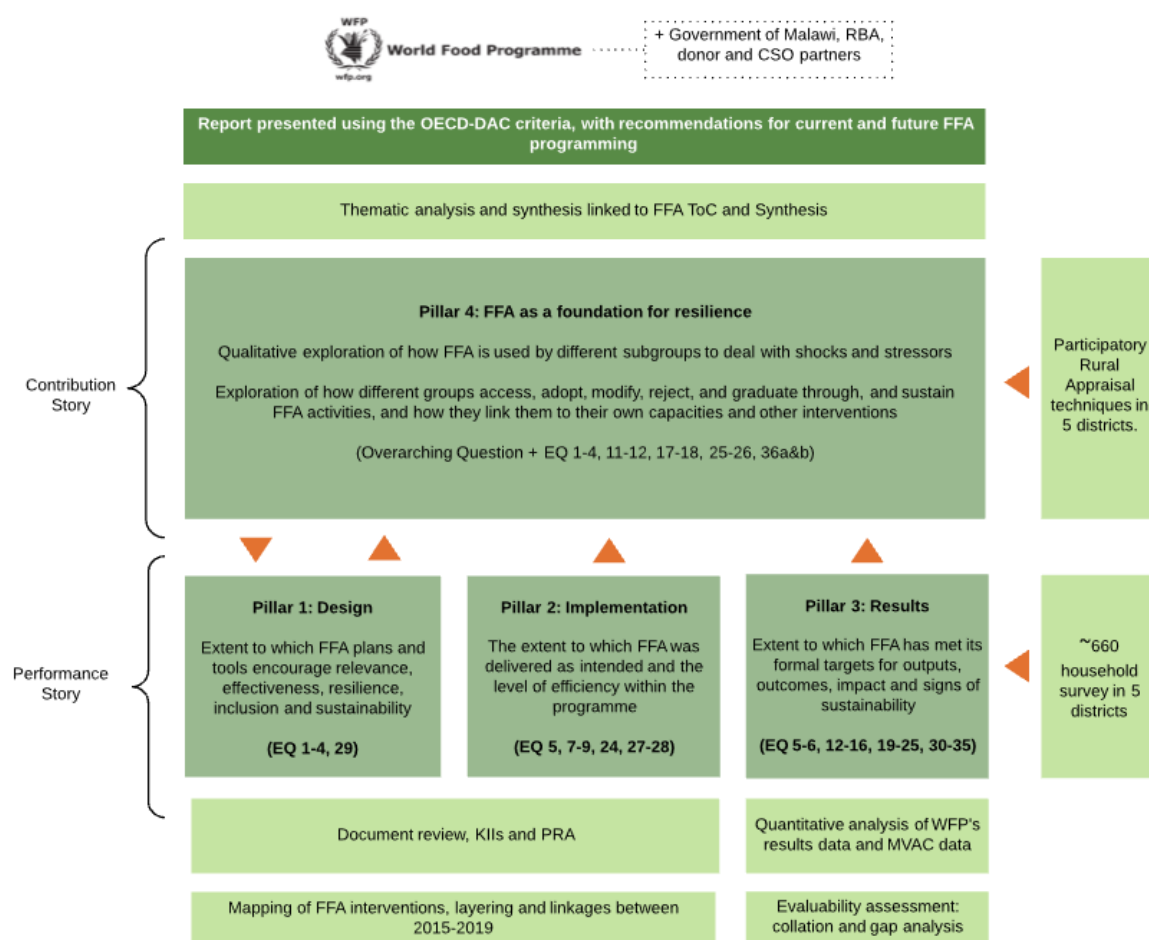 WFP
wfp.org
World Food Programme
+ Government of Malawi, RBA,
donor and CSO partners
Report presented using the OECD-DAC criteria, with recommendations for current and future FFA
programming
Thematic analysis and synthesis linked to FFA ToC and Synthesis
Contribution
Story
Pillar 4: FFA as a foundation for resilience
Qualitative exploration of how FFA is used by different subgroups to deal with shocks and stressors
Exploration of how different groups access, adopt, modify, reject, and graduate through, and sustain
FFA activities, and how they link them to their own capacities and other interventions
(Overarching Question + EQ 1-4, 11-12, 17-18, 25-26, 36a&b)
Participatory
Rural
Appraisal
techniques in
5 districts.
Performance
Story
Pillar 1: Design
Extent to which FFA plans and
tools encourage relevance,
effectiveness, resilience,
inclusion and sustainability
(EQ 1-4, 29)
Pillar 2: Implementation
The extent to which FFA was
delivered as intended and the
level of efficiency within the
programme
(EQ 5, 7-9, 24, 27-28)
Pillar 3: Results
Extent to which FFA has met its
formal targets for outputs,
outcomes, impact and signs of
sustainability
(EQ 5-6, 12-16, 19-25, 30-35)
~660
household
survey in 5
districts
Document review, KIIs and PRA
Quantitative analysis of WFP's
results data and MVAC data
Mapping of FFA interventions, layering and linkages between
2015-2019
Evaluability assessment:
collation and gap analysis